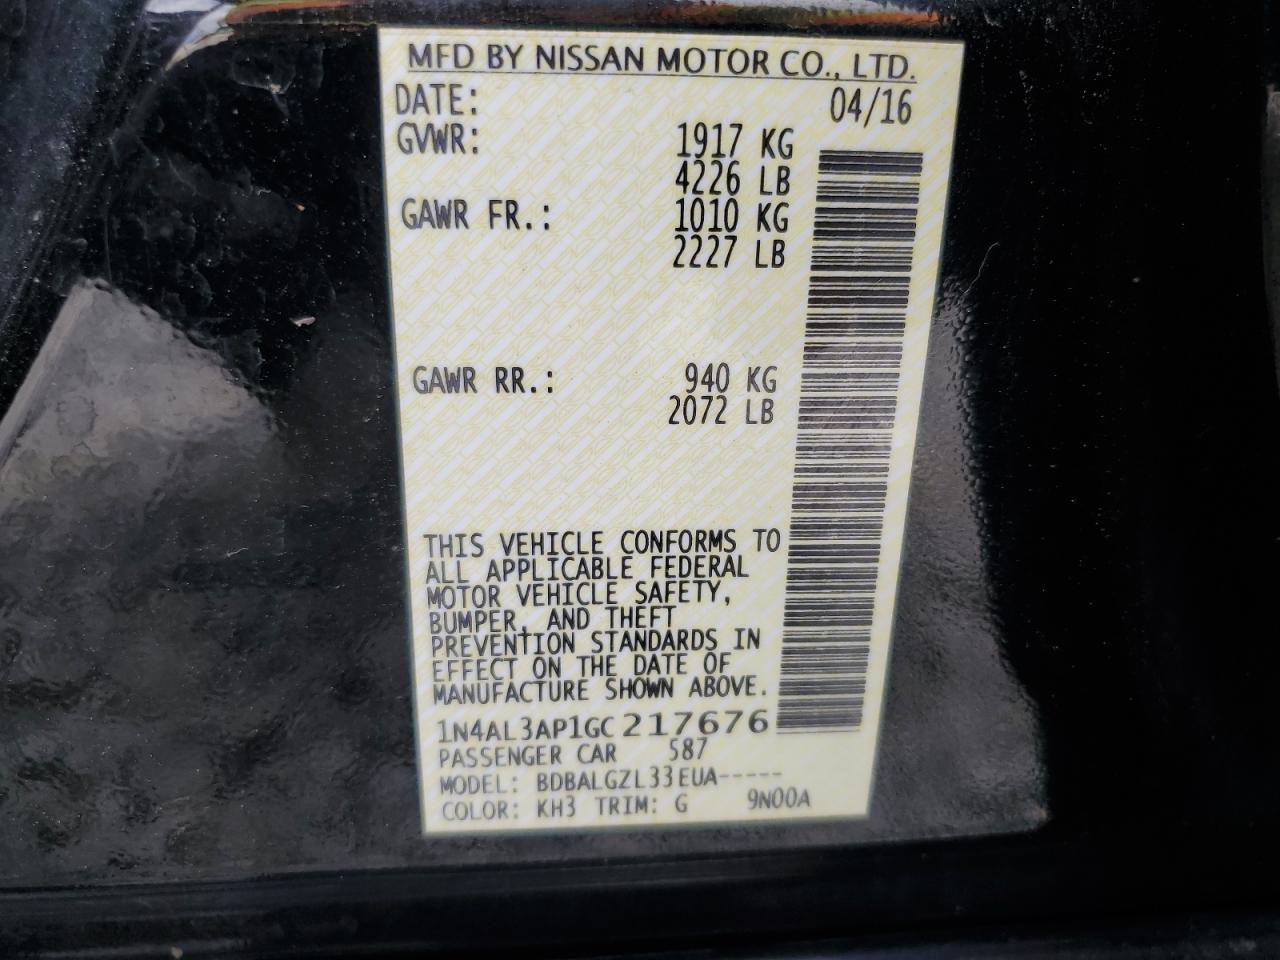 MFD BY NISSAN MOTOR CO., LTD.
DATE: 04/16
GVWR: 1917 KG
4226 LB
GAWR FR.: 1010 KG
2227 LB
GAWR RR.: 940 KG
2072 LB
THIS VEHICLE CONFORMS TO
ALL APPLICABLE FEDERAL
MOTOR VEHICLE SAFETY,
BUMPER, AND THEFT
PREVENTION STANDARDS IN
EFFECT ON THE DATE OF
MANUFACTURE SHOWN ABOVE.
1N4AL3AP1GC217676
PASSENGER CAR 587
MODEL: BDBALGZL33EUA-----
COLOR: KH3 TRIM: G 9N00A